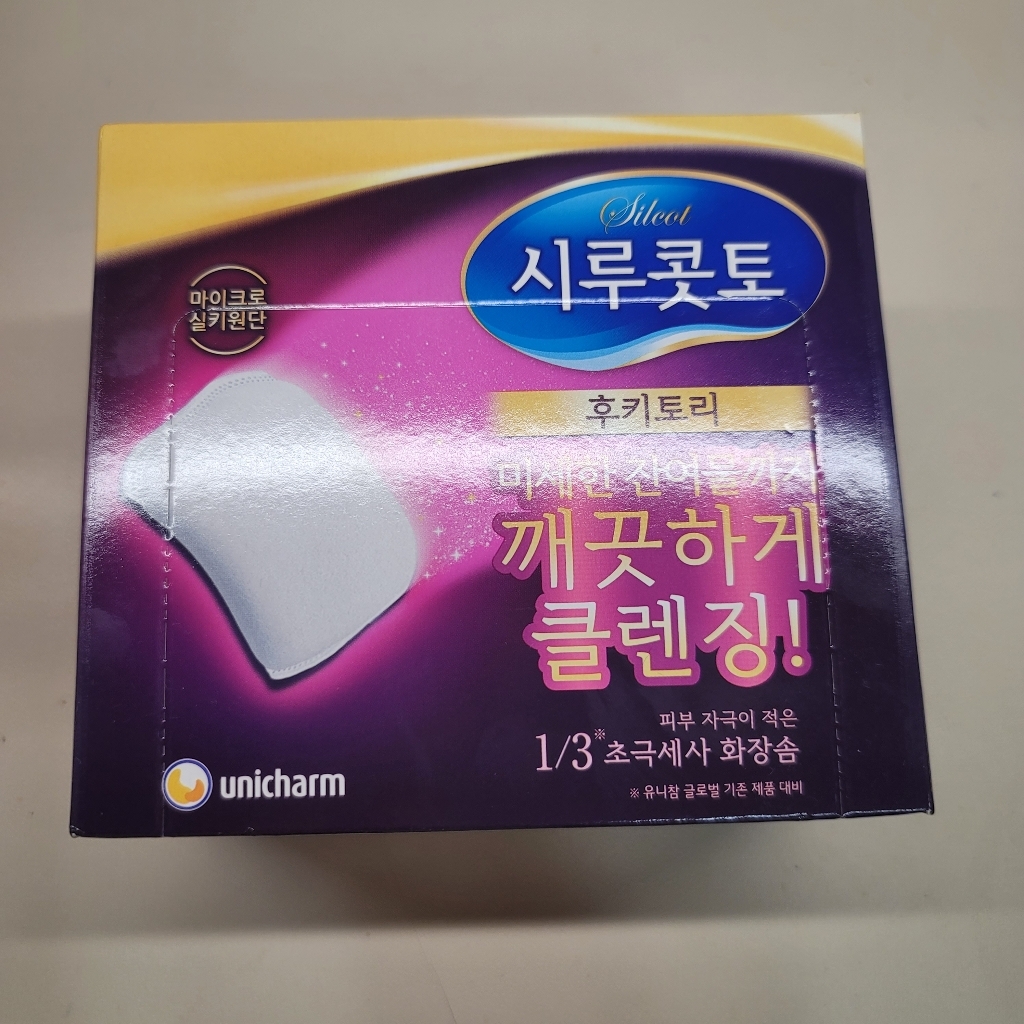 Silcot
시루콧토
마이크로
실키원단
후키토리
미세한 잔여물까지
깨끗하게
클렌징!
피부 자극이 적은
1/3※초극세사 화장솜
※ 유니참 글로벌 기존 제품 대비
unicharm